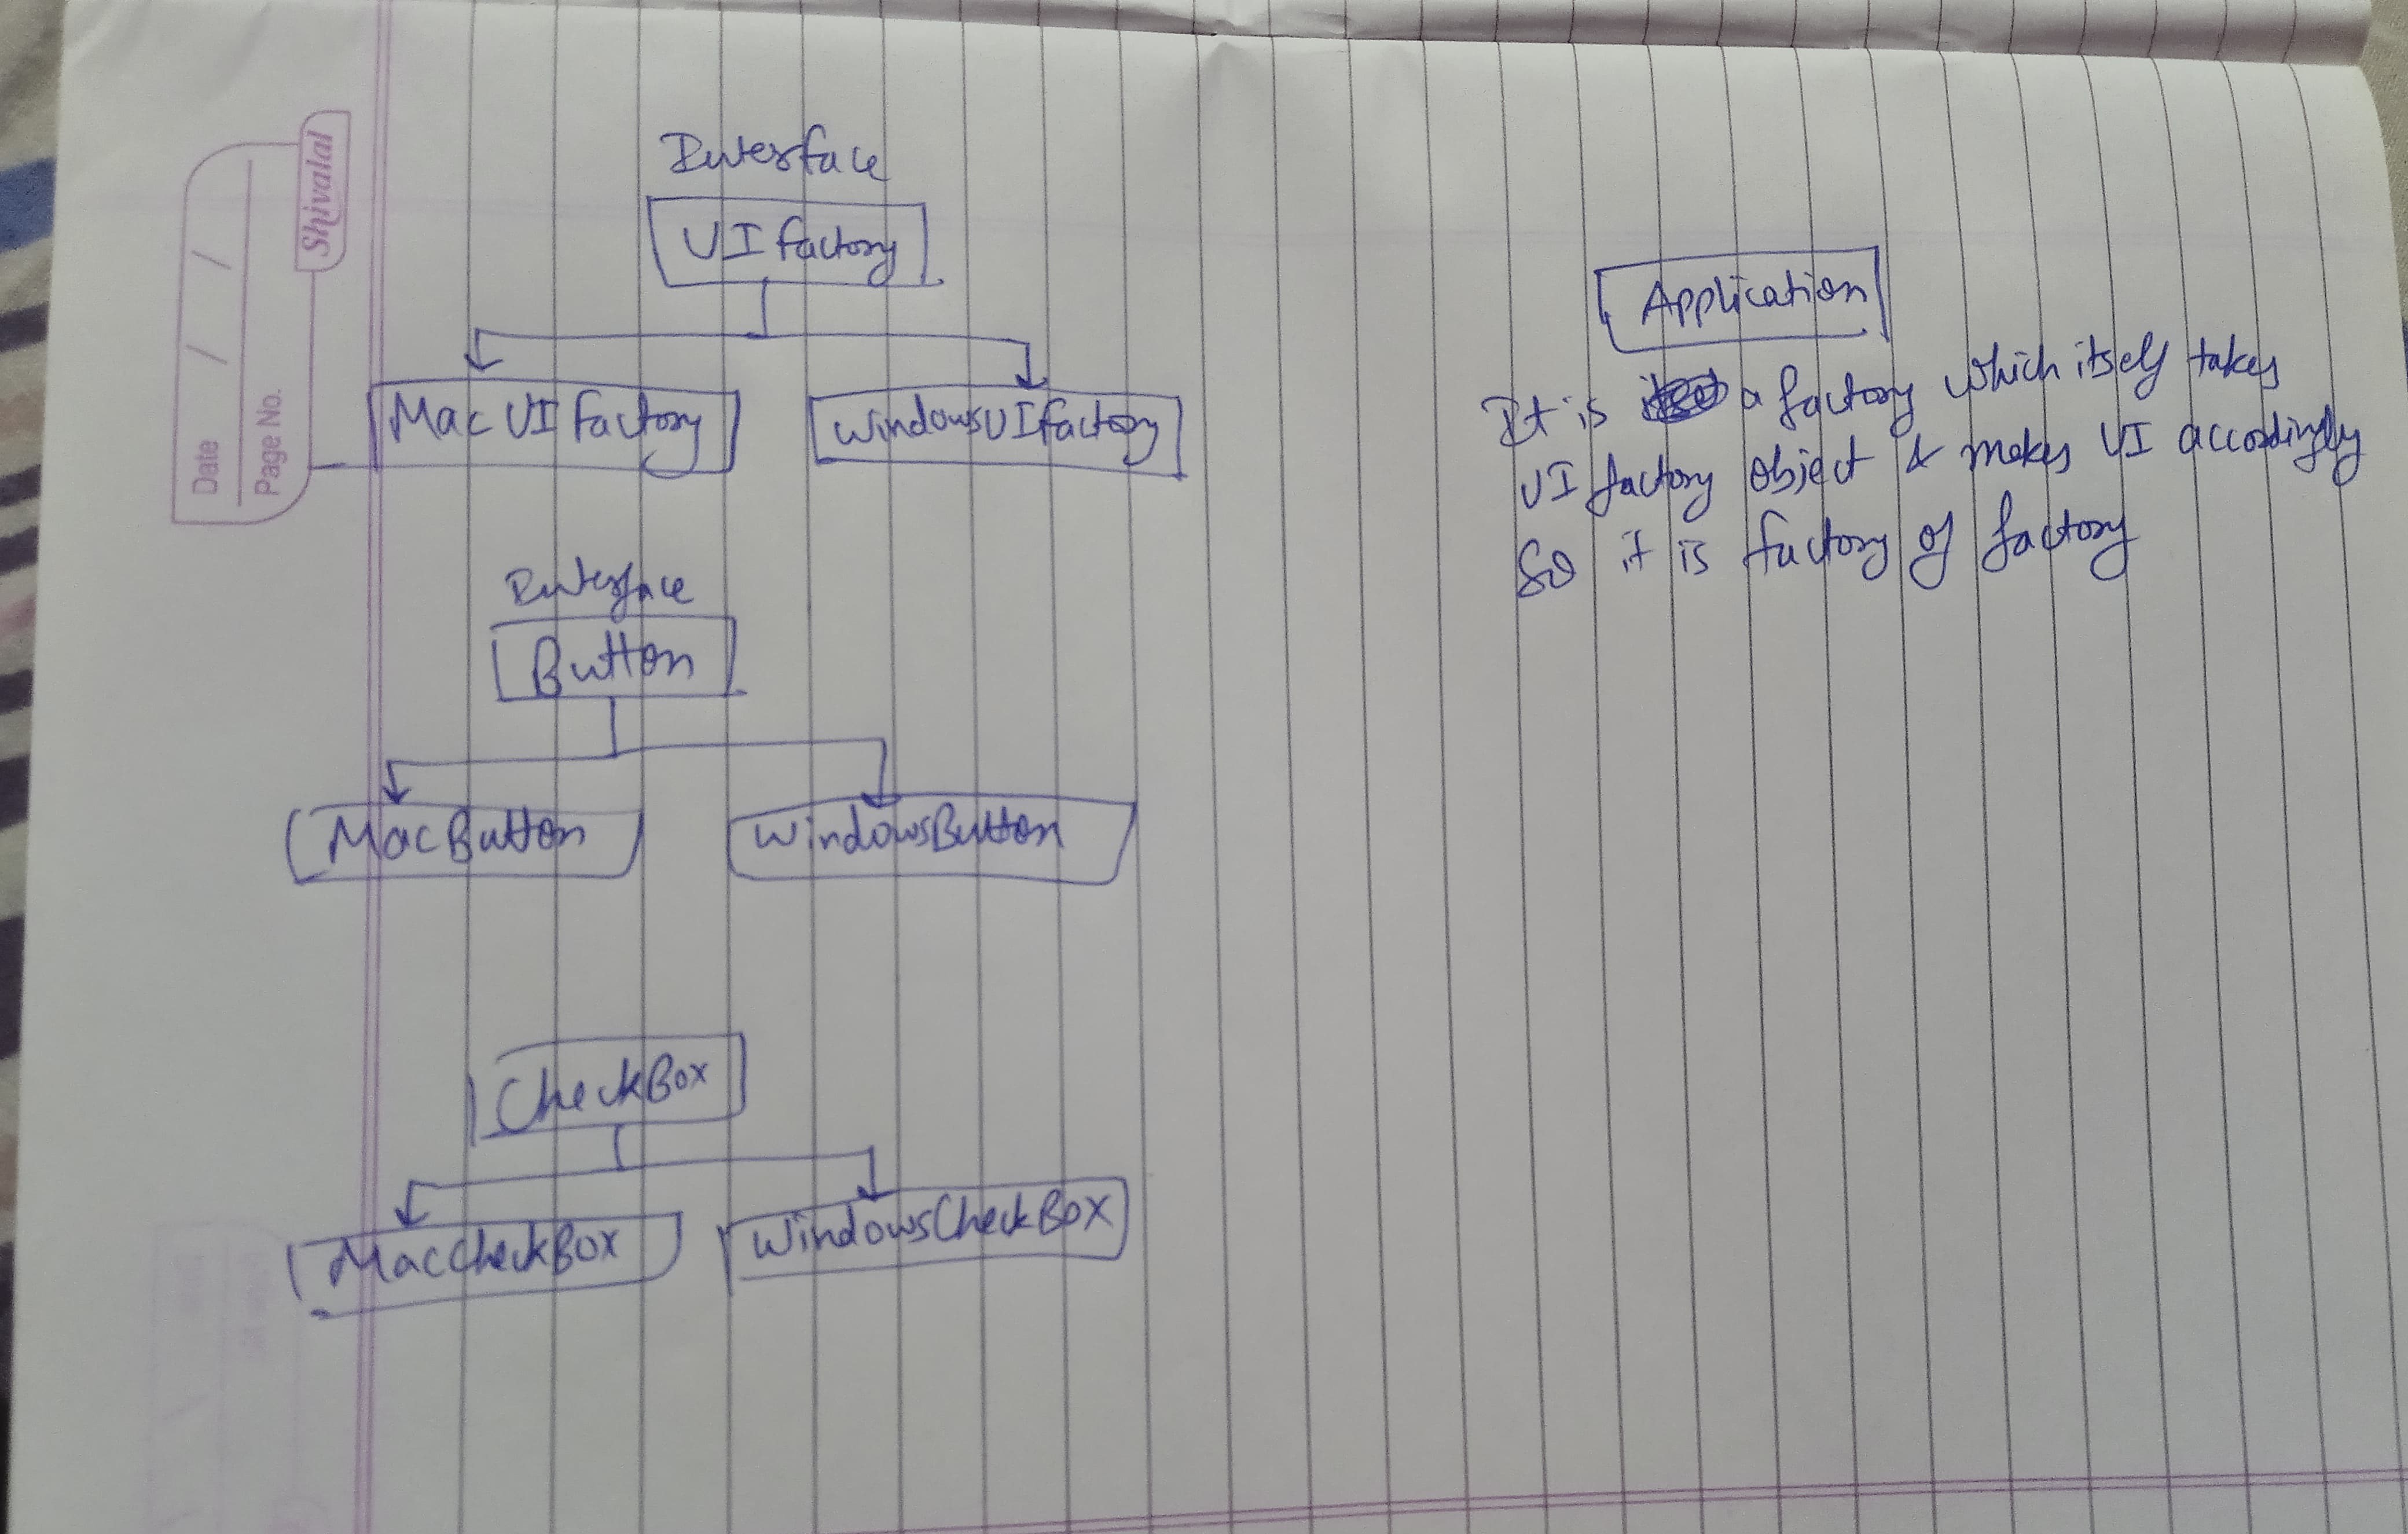 Shivalal
Date / /
Page No.
Interface
UI factory
Mac UI factory
WindowsUIfactory
Interface
Button
MacButton
WindowsButton
CheckBox
MacCheckBox
WindowsCheckBox
Application
It is a factory which itself takes
UI factory object & makes UI accordingly
So it is factory of factory